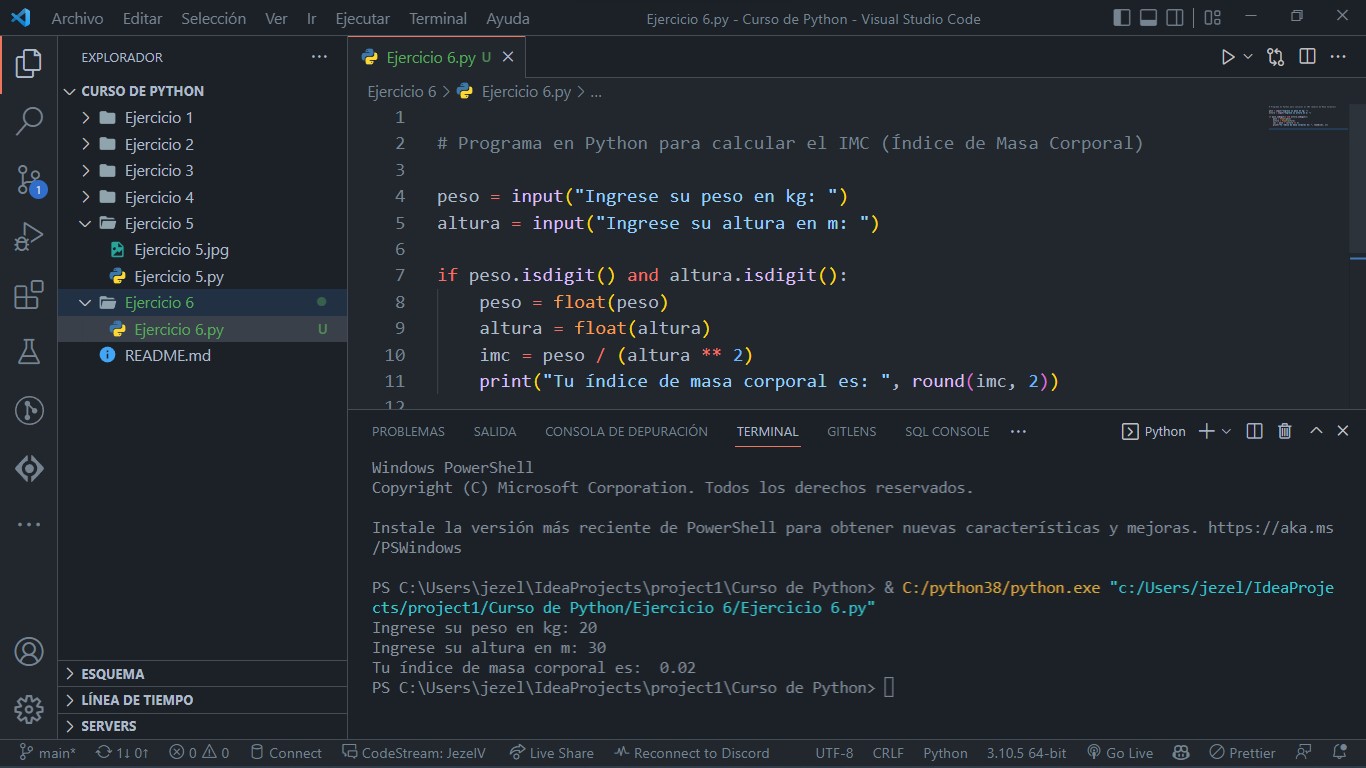 Archivo Editar Selección Ver Ir Ejecutar Terminal Ayuda Ejercicio 6.py - Curso de Python - Visual Studio Code
EXPLORADOR
CURSO DE PYTHON
Ejercicio 1
Ejercicio 2
Ejercicio 3
Ejercicio 4
Ejercicio 5
Ejercicio 5.jpg
Ejercicio 5.py
Ejercicio 6
Ejercicio 6.py U
README.md
ESQUEMA
LÍNEA DE TIEMPO
SERVERS
1
Ejercicio 6.py U
Ejercicio 6 > Ejercicio 6.py > ...
1
2 # Programa en Python para calcular el IMC (Índice de Masa Corporal)
3
4 peso = input("Ingrese su peso en kg: ")
5 altura = input("Ingrese su altura en m: ")
6
7 if peso.isdigit() and altura.isdigit():
8 peso = float(peso)
9 altura = float(altura)
10 imc = peso / (altura ** 2)
11 print("Tu índice de masa corporal es: ", round(imc, 2))
12
PROBLEMAS SALIDA CONSOLA DE DEPURACIÓN TERMINAL GITLENS SQL CONSOLE ... Python
Windows PowerShell
Copyright (C) Microsoft Corporation. Todos los derechos reservados.
Instale la versión más reciente de PowerShell para obtener nuevas características y mejoras. https://aka.ms
/PSWindows
PS C:\Users\jezel\IdeaProjects\project1\Curso de Python> & C:/python38/python.exe "c:/Users/jezel/IdeaProje
cts/project1/Curso de Python/Ejercicio 6/Ejercicio 6.py"
Ingrese su peso en kg: 20
Ingrese su altura en m: 30
Tu índice de masa corporal es:  0.02
PS C:\Users\jezel\IdeaProjects\project1\Curso de Python>
main* 1↓ 0↑ 0 0 Connect CodeStream: JezelV Live Share Reconnect to Discord UTF-8 CRLF Python 3.10.5 64-bit Go Live Prettier